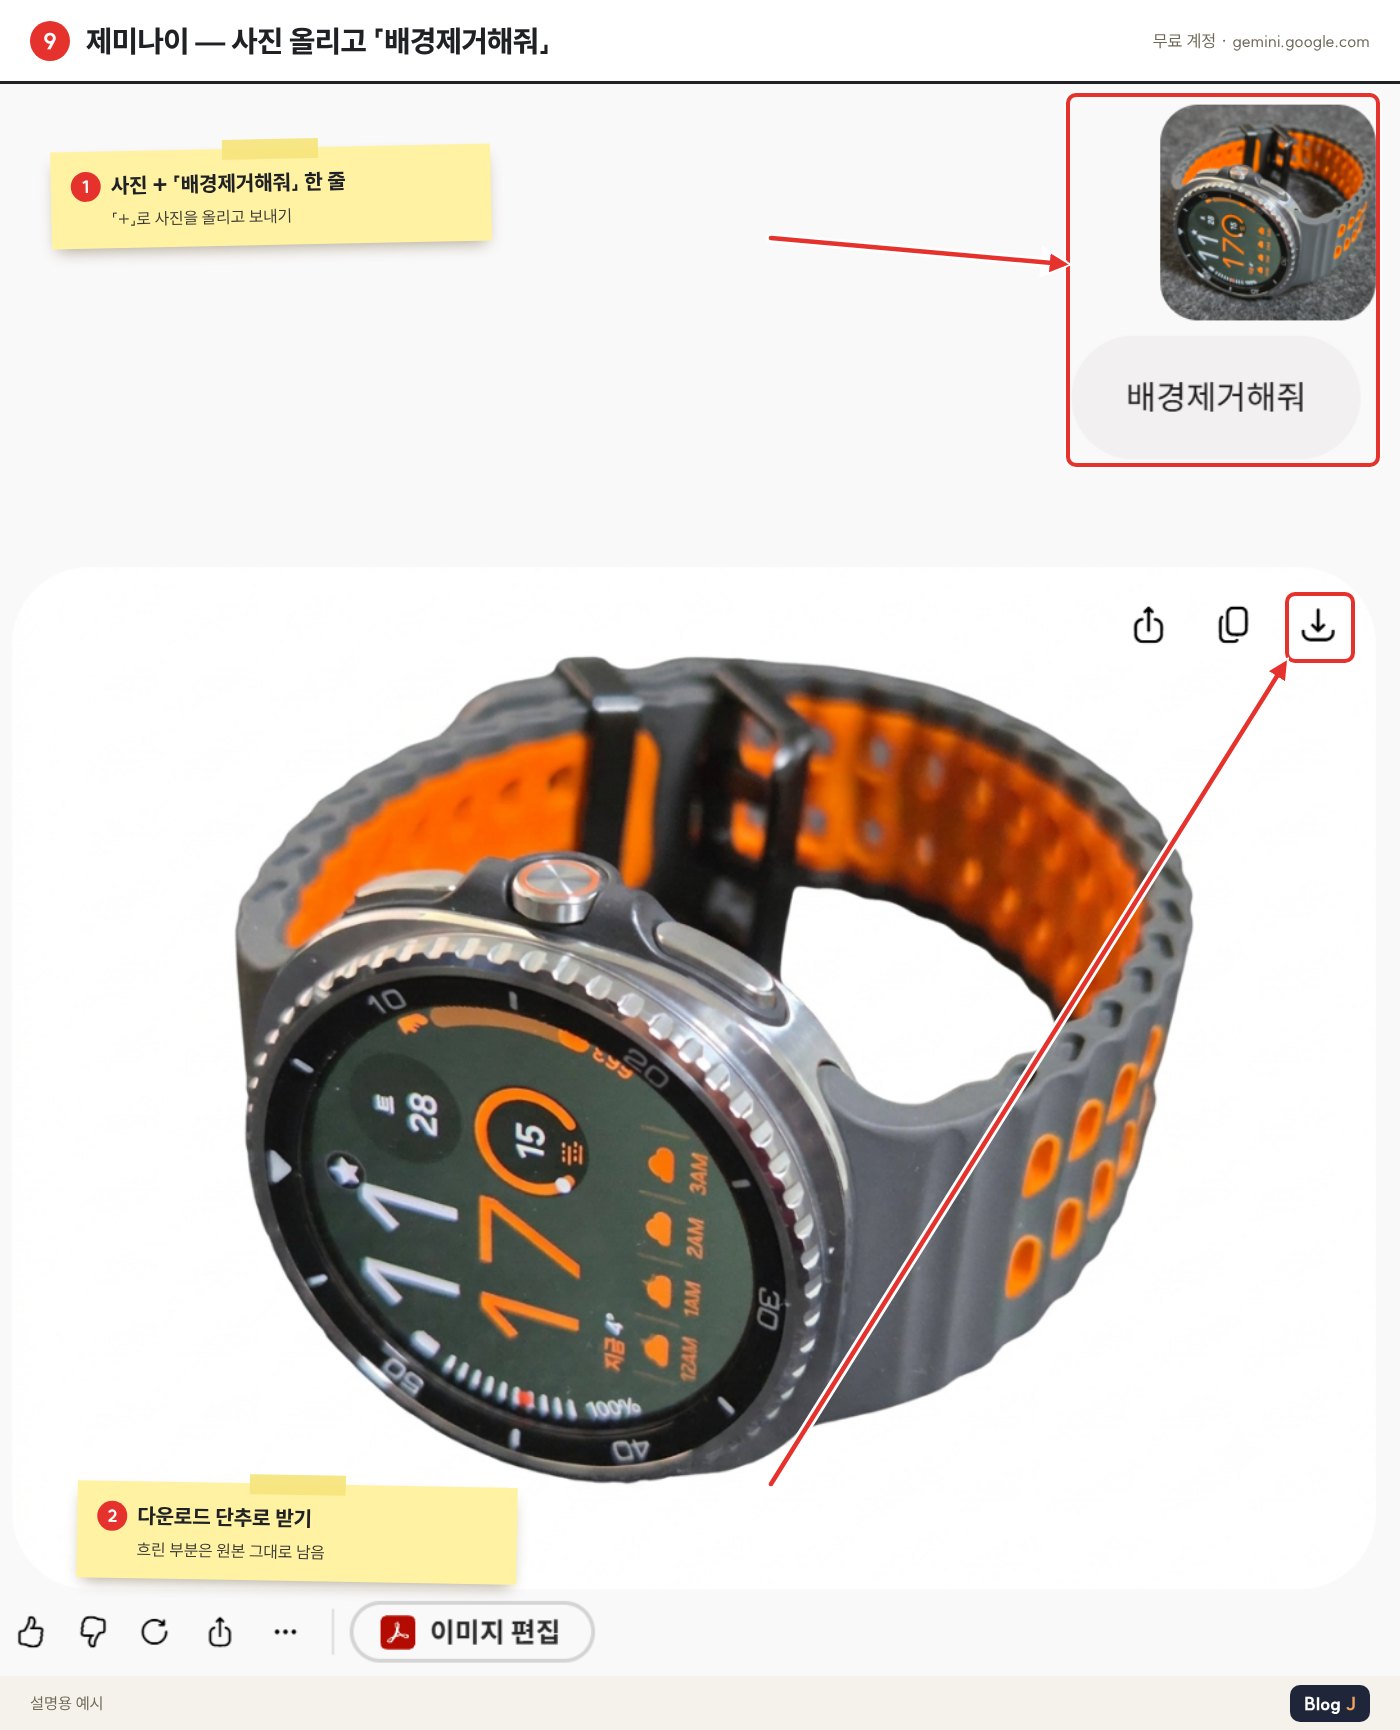 9 제미나이 — 사진 올리고 「배경제거해줘」
무료 계정 · gemini.google.com
1 사진 + 「배경제거해줘」 한 줄
「+」로 사진을 올리고 보내기
배경제거해줘
10
20
30
40
50
28
11
17
15
지금 4°
12AM 1AM 2AM 3AM
100%
2 다운로드 단추로 받기
흐린 부분은 원본 그대로 남음
이미지 편집
설명용 예시
Blog J